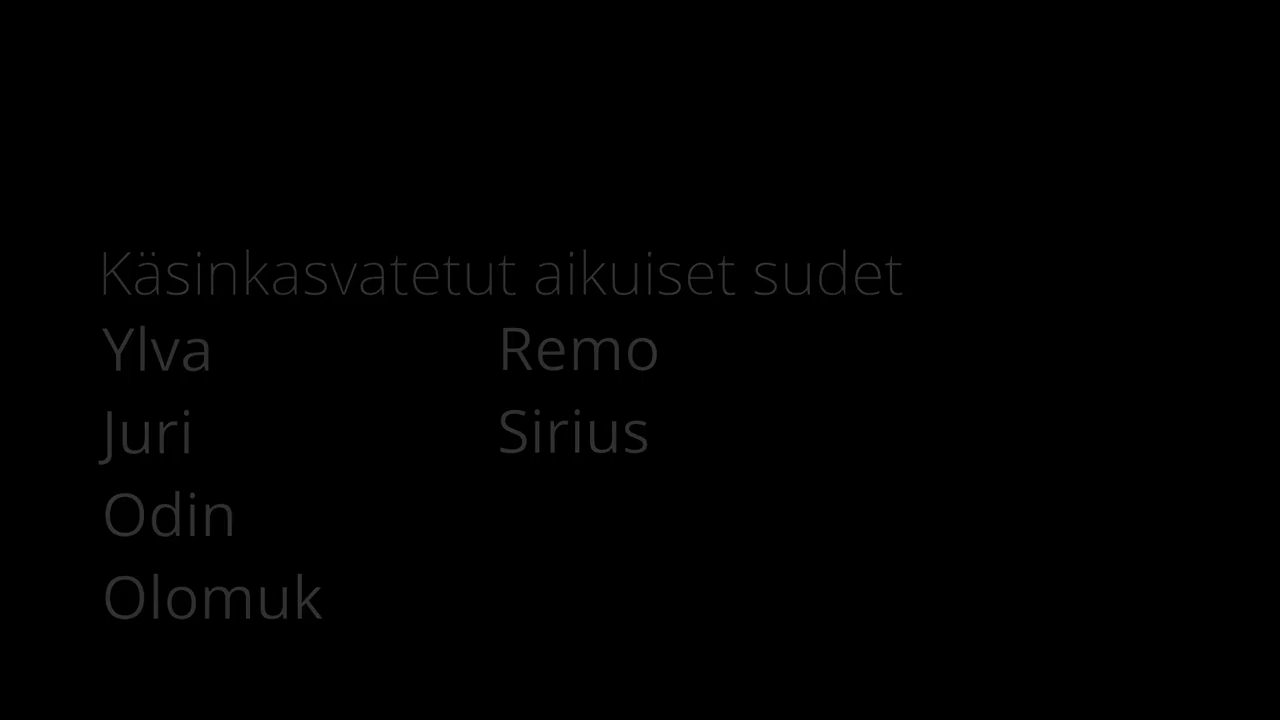 Käsinkasvatetut aikuiset sudet
Ylva
Juri
Odin
Olomuk
Remo
Sirius